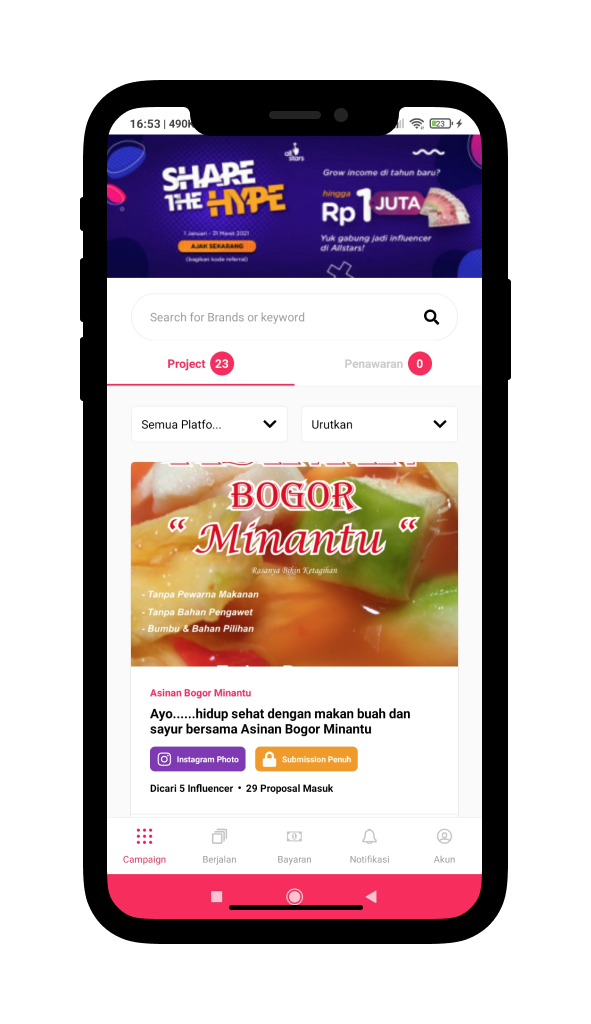 16:53 | 490K
23
all stars
SHARE
THE HYPE
1 Januari - 31 Maret 2021
AJAK SEKARANG
(bagikan kode referral)
Grow income di tahun baru?
hingga
Rp1 JUTA
Yuk gabung jadi influencer
di Allstars!
Search for Brands or keyword
Project 23
Penawaran 0
Semua Platfo...
Urutkan
BOGOR
“ Minantu “
Rasanya Bikin Ketagihan
- Tanpa Pewarna Makanan
- Tanpa Bahan Pengawet
- Bumbu & Bahan Pilihan
Asinan Bogor Minantu
Ayo......hidup sehat dengan makan buah dan
sayur bersama Asinan Bogor Minantu
Instagram Photo
Submission Penuh
Dicari 5 Influencer • 29 Proposal Masuk
Campaign
Berjalan
Bayaran
Notifikasi
Akun